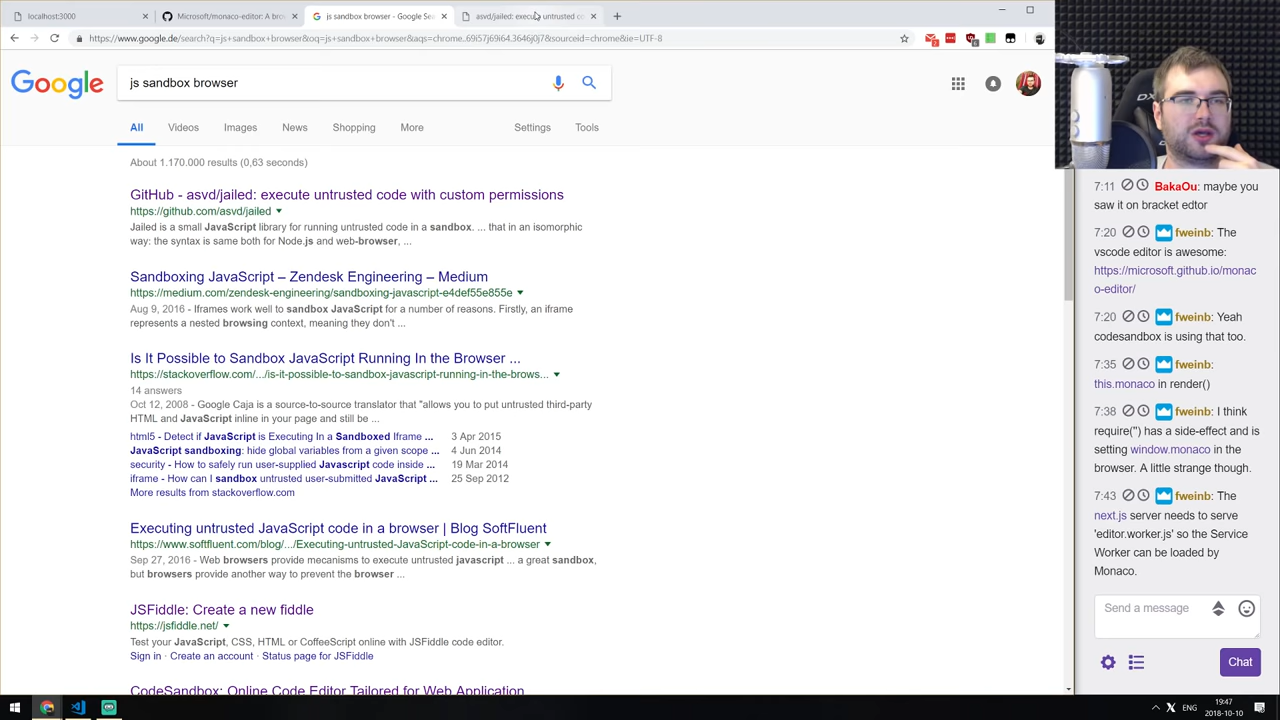 localhost:3000
Microsoft/monaco-editor: A bro
js sandbox browser - Google Sea
asvd/jailed: execute untrusted co
https://www.google.de/search?q=js+sandbox+browser&oq=js+sandbox+browser&aqs=chrome..69i57j69i64.3646j0j7&sourceid=chrome&ie=UTF-8
Google
js sandbox browser
All
Videos
Images
News
Shopping
More
Settings
Tools
About 1.170.000 results (0,63 seconds)
GitHub - asvd/jailed: execute untrusted code with custom permissions
https://github.com/asvd/jailed
Jailed is a small JavaScript library for running untrusted code in a sandbox. ... that in an isomorphic
way: the syntax is same both for Node.js and web-browser, ...
Sandboxing JavaScript – Zendesk Engineering – Medium
https://medium.com/zendesk-engineering/sandboxing-javascript-e4def55e855e
Aug 9, 2016 - Iframes work well to sandbox JavaScript for a number of reasons. Firstly, an iframe
represents a nested browsing context, meaning they don't ...
Is It Possible to Sandbox JavaScript Running In the Browser ...
https://stackoverflow.com/.../is-it-possible-to-sandbox-javascript-running-in-the-brows...
14 answers
Oct 12, 2008 - Google Caja is a source-to-source translator that "allows you to put untrusted third-party
HTML and JavaScript inline in your page and still be ...
html5 - Detect if JavaScript is Executing In a Sandboxed Iframe ... 3 Apr 2015
JavaScript sandboxing: hide global variables from a given scope ... 4 Jun 2014
security - How to safely run user-supplied Javascript code inside ... 19 Mar 2014
iframe - How can I sandbox untrusted user-submitted JavaScript ... 25 Sep 2012
More results from stackoverflow.com
Executing untrusted JavaScript code in a browser | Blog SoftFluent
https://www.softfluent.com/blog/.../Executing-untrusted-JavaScript-code-in-a-browser
Sep 27, 2016 - Web browsers provide mechanisms to execute untrusted javascript ... a great sandbox,
but browsers provide another way to prevent the browser ...
JSFiddle: Create a new fiddle
https://jsfiddle.net/
Test your JavaScript, CSS, HTML or CoffeeScript online with JSFiddle code editor.
Sign in · Create an account · Status page for JSFiddle
CodeSandbox: Online Code Editor Tailored for Web Application
DX
7:11 BakaOu: maybe you
saw it on bracket edtor
7:20 fweinb: The
vscode editor is awesome:
https://microsoft.github.io/monac
o-editor/
7:20 fweinb: Yeah
codesandbox is using that too.
7:35 fweinb:
this.monaco in render()
7:38 fweinb: I think
require('') has a side-effect and is
setting window.monaco in the
browser. A little strange though.
7:43 fweinb: The
next.js server needs to serve
'editor.worker.js' so the Service
Worker can be loaded by
Monaco.
Send a message
Chat
ENG
19:47
2018-10-10